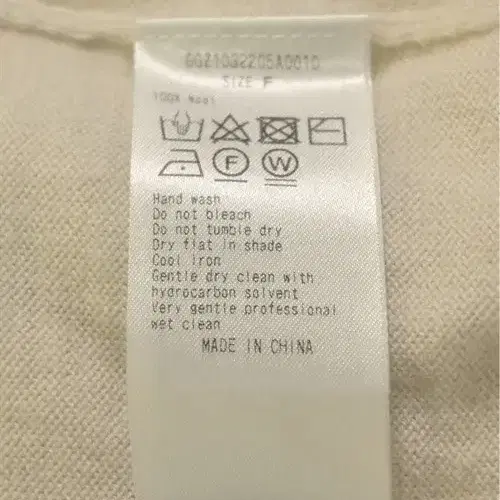 GGZ1032205A0010
SIZE F
100% Wool
F W
Hand wash
Do not bleach
Do not tumble dry
Dry flat in shade
Cool iron
Gentle dry clean with
hydrocarbon solvent
Very gentle professional
wet clean
MADE IN CHINA